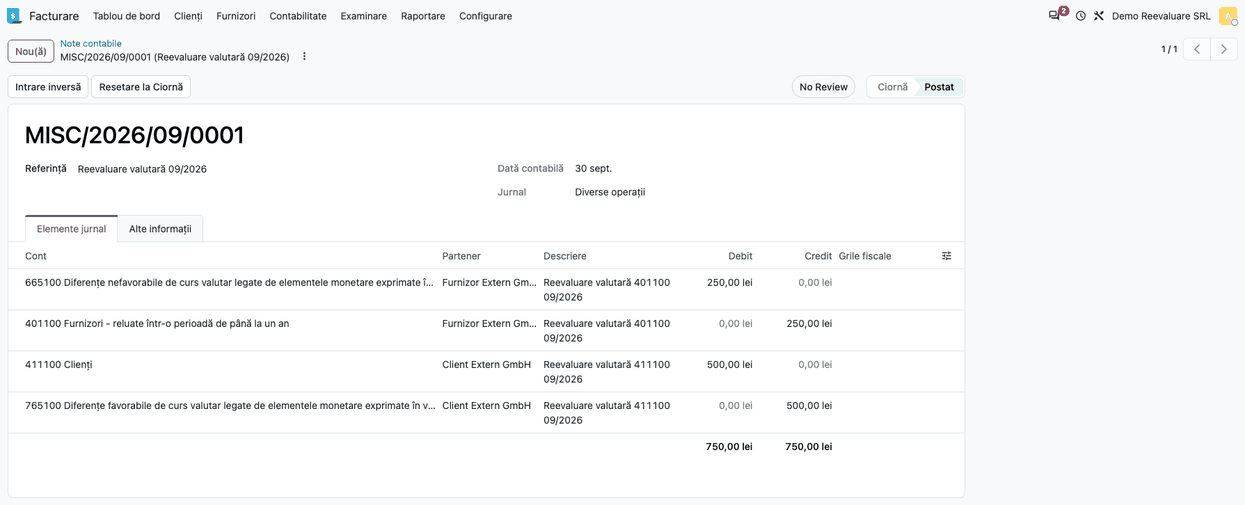 Facturare Tablou de bord Clienți Furnizori Contabilitate Examinare Raportare Configurare 2 Demo Reevaluare SRL A
Nou(ă) Note contabile
MISC/2026/09/0001 (Reevaluare valutară 09/2026) 1 / 1
Intrare inversă Resetare la Ciornă No Review Ciornă Postat
MISC/2026/09/0001
Referință Reevaluare valutară 09/2026 Dată contabilă 30 sept.
Jurnal Diverse operații
Elemente jurnal Alte informații
Cont Partener Descriere Debit Credit Grile fiscale
665100 Diferențe nefavorabile de curs valutar legate de elementele monetare exprimate î... Furnizor Extern Gm... Reevaluare valutară 401100 250,00 lei 0,00 lei
09/2026
401100 Furnizori - reluate într-o perioadă de până la un an Furnizor Extern Gm... Reevaluare valutară 401100 0,00 lei 250,00 lei
09/2026
411100 Clienți Client Extern GmbH Reevaluare valutară 411100 500,00 lei 0,00 lei
09/2026
765100 Diferențe favorabile de curs valutar legate de elementele monetare exprimate în v... Client Extern GmbH Reevaluare valutară 411100 0,00 lei 500,00 lei
09/2026
750,00 lei 750,00 lei